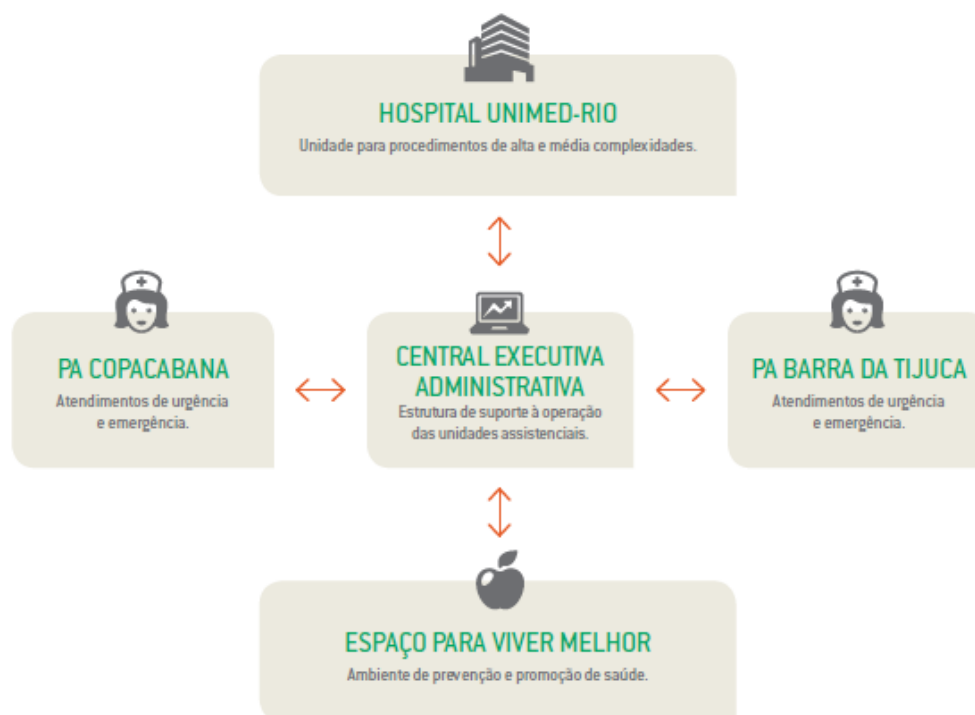 HOSPITAL UNIMED-RIO
Unidade para procedimentos de alta e média complexidades.
PA COPACABANA
Atendimentos de urgência
e emergência.
CENTRAL EXECUTIVA
ADMINISTRATIVA
Estrutura de suporte à operação
das unidades assistenciais.
PA BARRA DA TIJUCA
Atendimentos de urgência
e emergência.
ESPAÇO PARA VIVER MELHOR
Ambiente de prevenção e promoção de saúde.